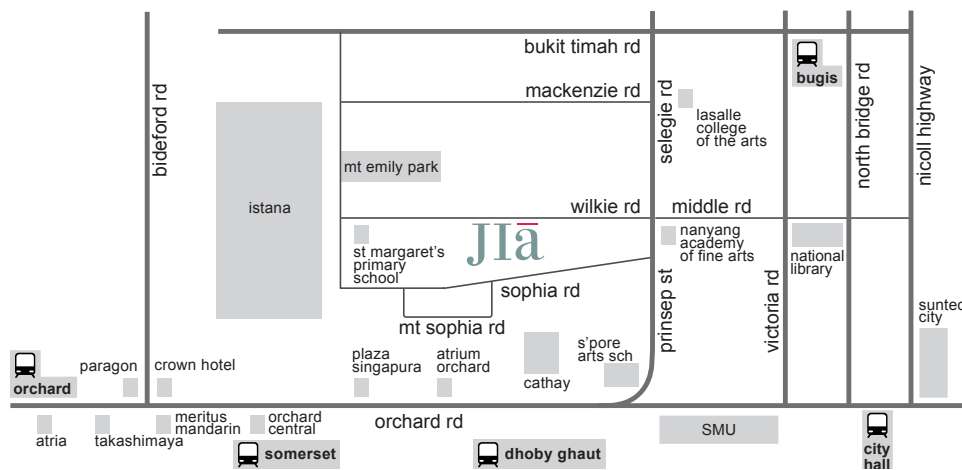 bukit timah rd
mackenzie rd
bideford rd
selegie rd
lasalle
college
of the arts
bugis
north bridge rd
nicoll highway
mt emily park
istana
wilkie rd
middle rd
st margaret's
primary
school
JIā
nanyang
academy
of fine arts
national
library
sophia rd
mt sophia rd
prinsep st
victoria rd
suntec
city
orchard
paragon
crown hotel
plaza
singapura
atrium
orchard
cathay
s'pore
arts sch
atria
takashimaya
meritus
mandarin
orchard
central
orchard rd
somerset
dhoby ghaut
SMU
city
hall